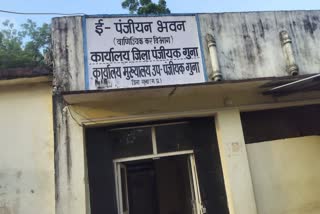 ई- पंजीयन भवन
(वाणिज्यिक कर विभाग)
कार्यालय जिला पंजीयक गुना
कार्यालय मुख्यालय उप-पंजीयक गुना
जिला गुना (म.प्र.)